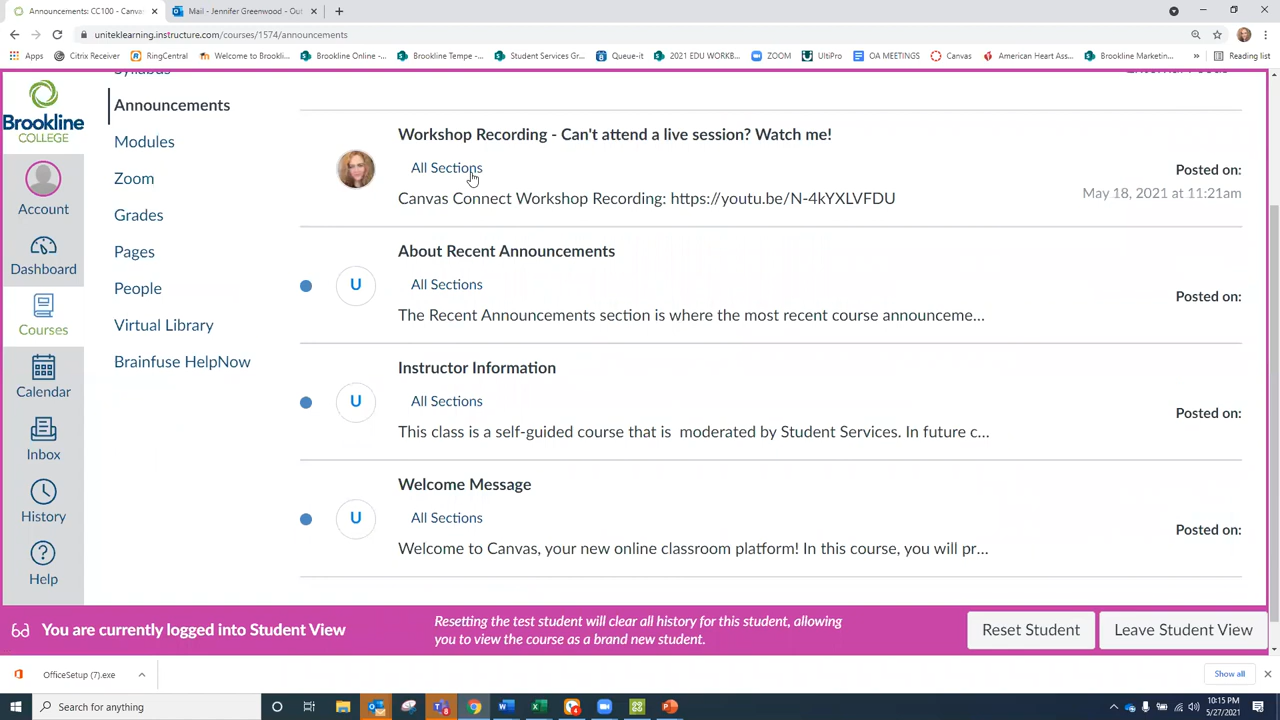 Announcements: CC100 - Canvas
Mail - Jennifer Greenwood - Out
uniteklearning.instructure.com/courses/1574/announcements
Apps
Citrix Receiver
RingCentral
Welcome to Brookli...
Brookline Online -...
Brookline Tempe -...
Student Services Gr...
Queue-it
2021 EDU WORKB...
ZOOM
UltiPro
OA MEETINGS
Canvas
American Heart Ass...
Brookline Marketin...
»
Reading list
Syllabus
External Feeds
Brookline
COLLEGE
Account
Dashboard
Courses
Calendar
Inbox
History
Help
Announcements
Modules
Zoom
Grades
Pages
People
Virtual Library
Brainfuse HelpNow
Workshop Recording - Can't attend a live session? Watch me!
All Sections
Canvas Connect Workshop Recording: https://youtu.be/N-4kYXLVFDU
Posted on:
May 18, 2021 at 11:21am
About Recent Announcements
U
All Sections
The Recent Announcements section is where the most recent course announceme...
Posted on:
Instructor Information
U
All Sections
This class is a self-guided course that is  moderated by Student Services. In future c...
Posted on:
Welcome Message
U
All Sections
Welcome to Canvas, your new online classroom platform! In this course, you will pr...
Posted on:
You are currently logged into Student View
Resetting the test student will clear all history for this student, allowing
you to view the course as a brand new student.
Reset Student
Leave Student View
OfficeSetup (7).exe
Show all
Search for anything
10:15 PM
5/27/2021